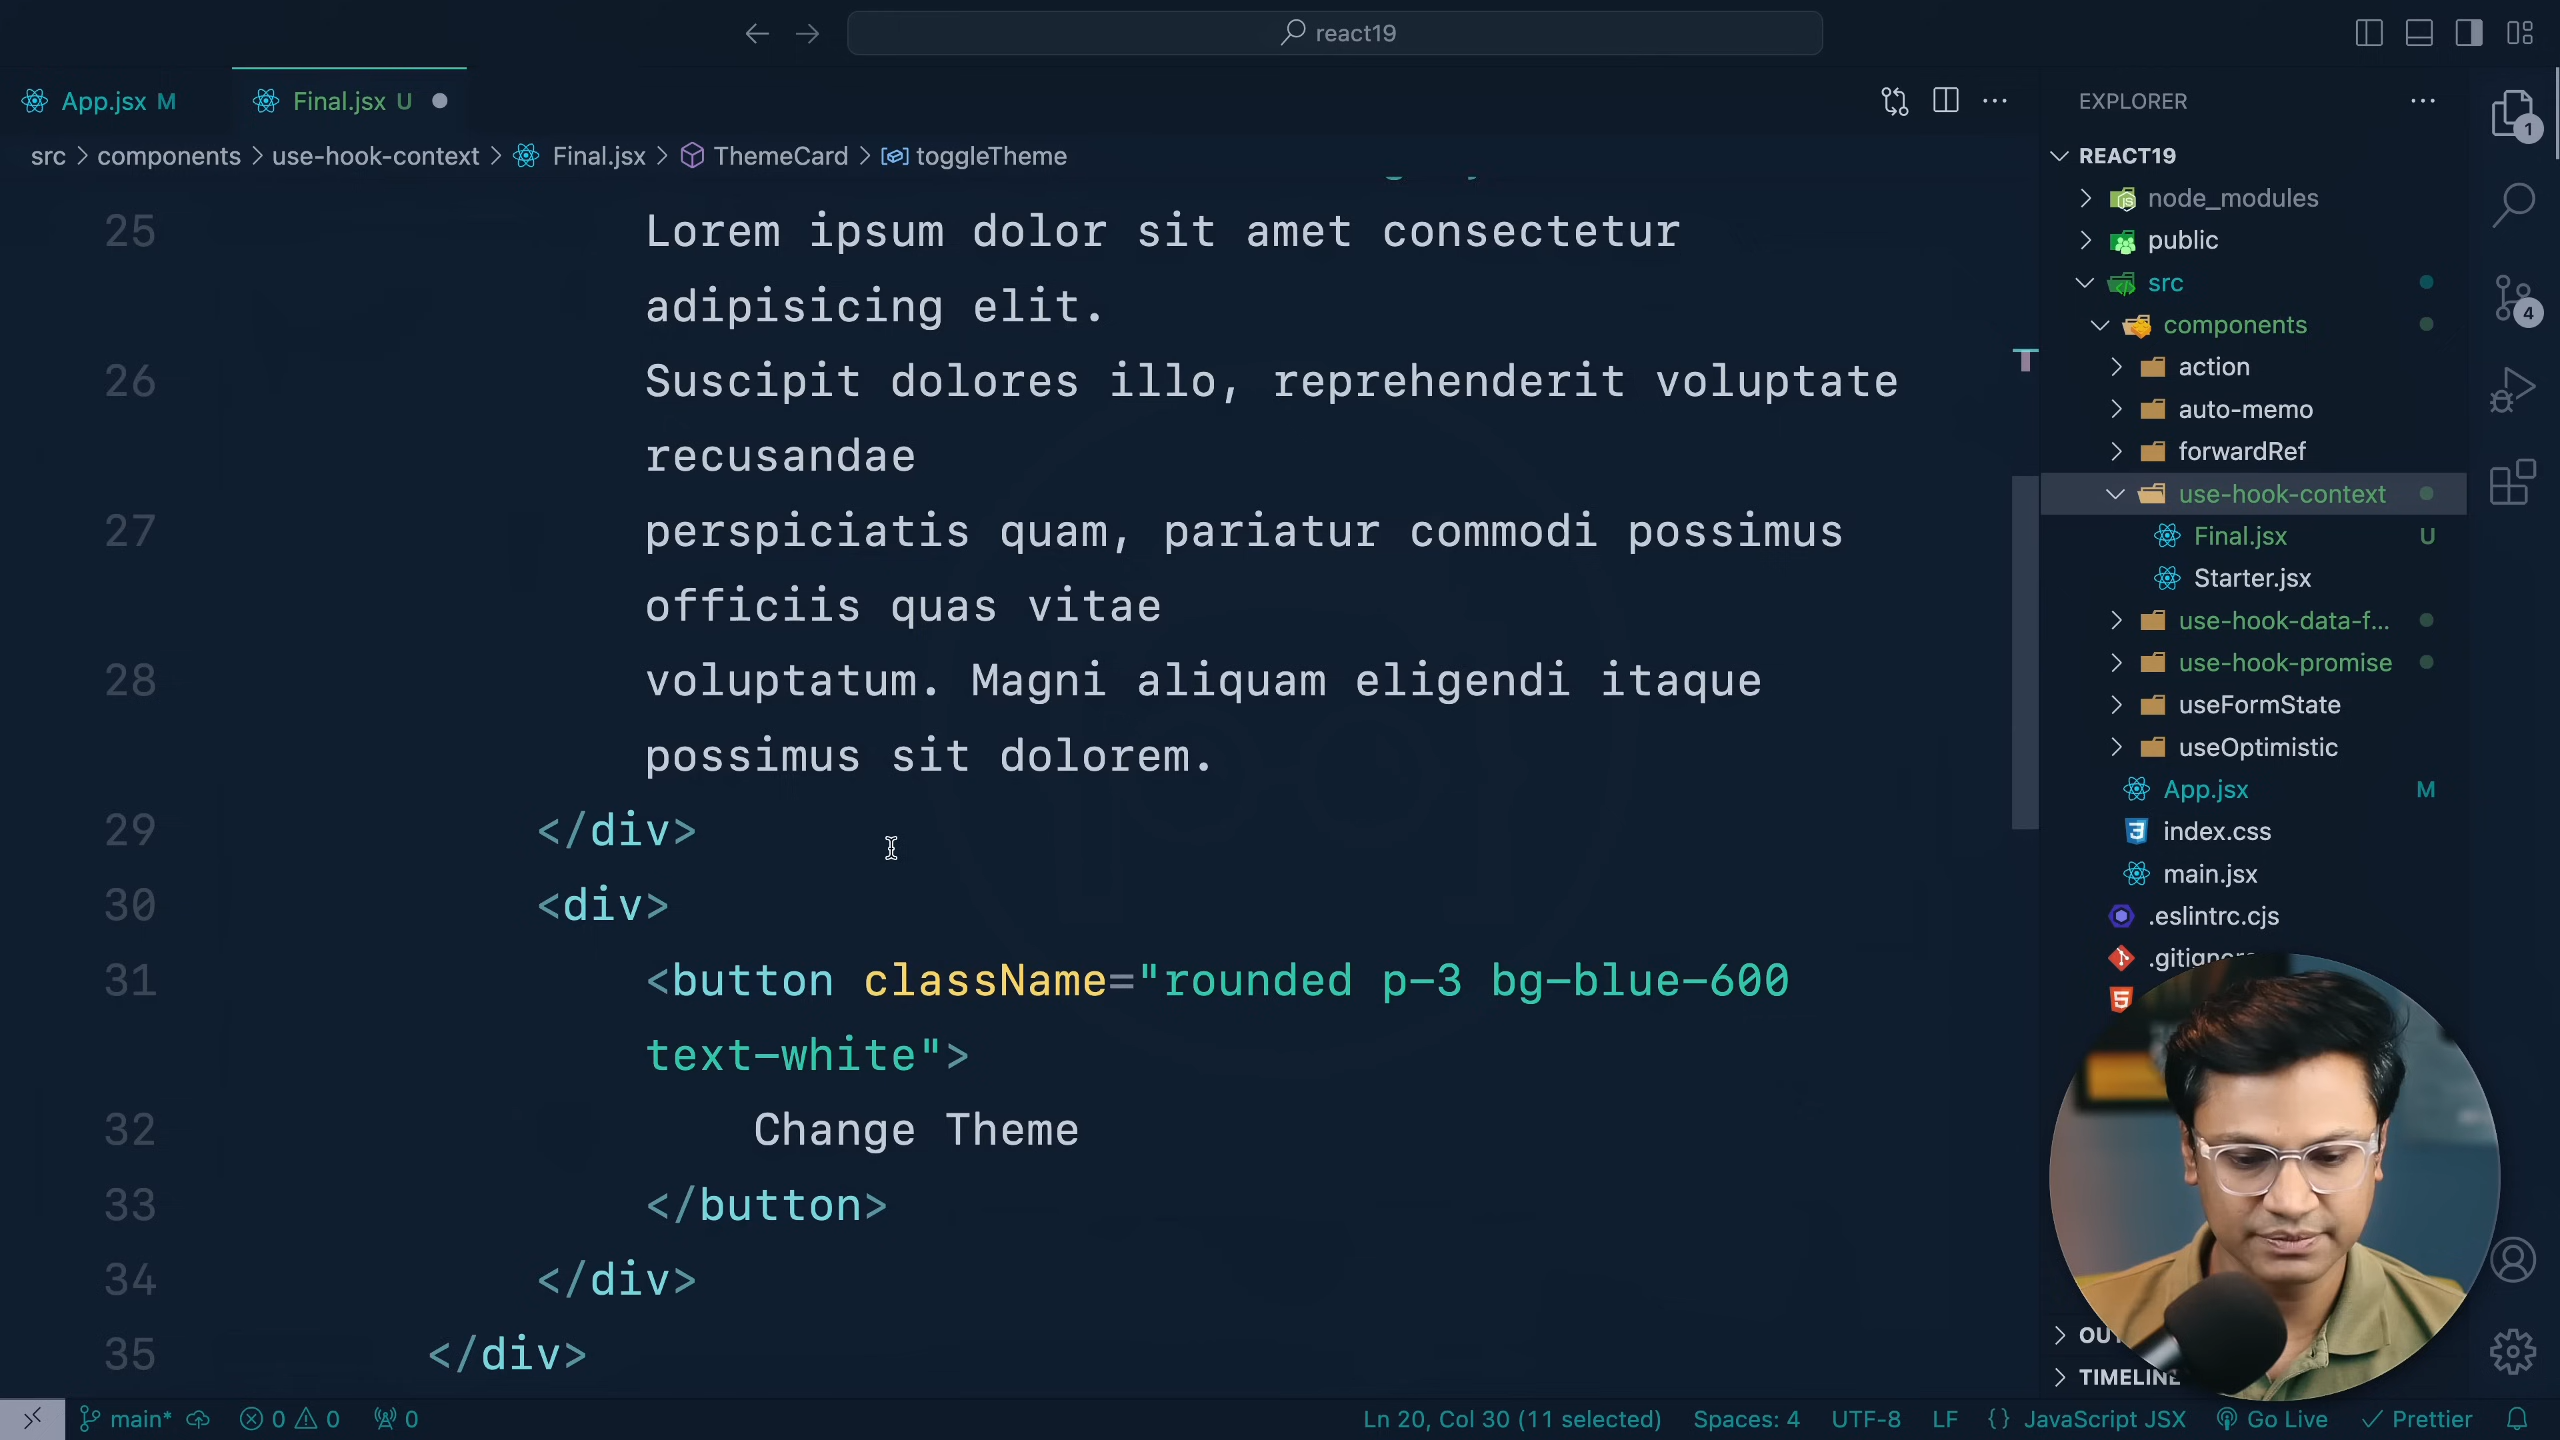 react19
App.jsx M
Final.jsx U
src > components > use-hook-context > Final.jsx > ThemeCard > toggleTheme
25 Lorem ipsum dolor sit amet consectetur
adipisicing elit.
26 Suscipit dolores illo, reprehenderit voluptate
recusandae
27 perspiciatis quam, pariatur commodi possimus
officiis quas vitae
28 voluptatum. Magni aliquam eligendi itaque
possimus sit dolorem.
29 </div>
30 <div>
31 <button className="rounded p-3 bg-blue-600
text-white">
32 Change Theme
33 </button>
34 </div>
35 </div>
EXPLORER
REACT19
node_modules
public
src
components
action
auto-memo
forwardRef
use-hook-context
Final.jsx U
Starter.jsx
use-hook-data-f...
use-hook-promise
useFormState
useOptimistic
App.jsx M
index.css
main.jsx
.eslintrc.cjs
TIMELINE
1
4
main* 0 0 0 Ln 20, Col 30 (11 selected) Spaces: 4 UTF-8 LF {} JavaScript JSX Go Live Prettier